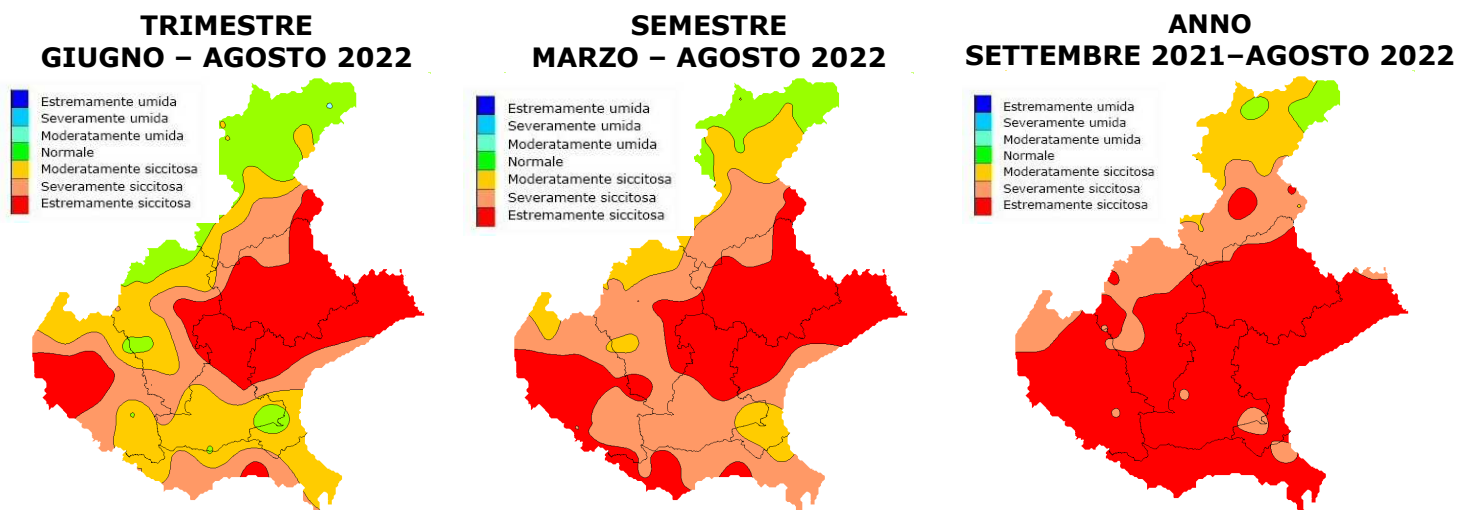 TRIMESTRE
GIUGNO – AGOSTO 2022
Estremamente umida
Severamente umida
Moderatamente umida
Normale
Moderatamente siccitosa
Severamente siccitosa
Estremamente siccitosa
SEMESTRE
MARZO – AGOSTO 2022
Estremamente umida
Severamente umida
Moderatamente umida
Normale
Moderatamente siccitosa
Severamente siccitosa
Estremamente siccitosa
ANNO
SETTEMBRE 2021–AGOSTO 2022
Estremamente umida
Severamente umida
Moderatamente umida
Normale
Moderatamente siccitosa
Severamente siccitosa
Estremamente siccitosa